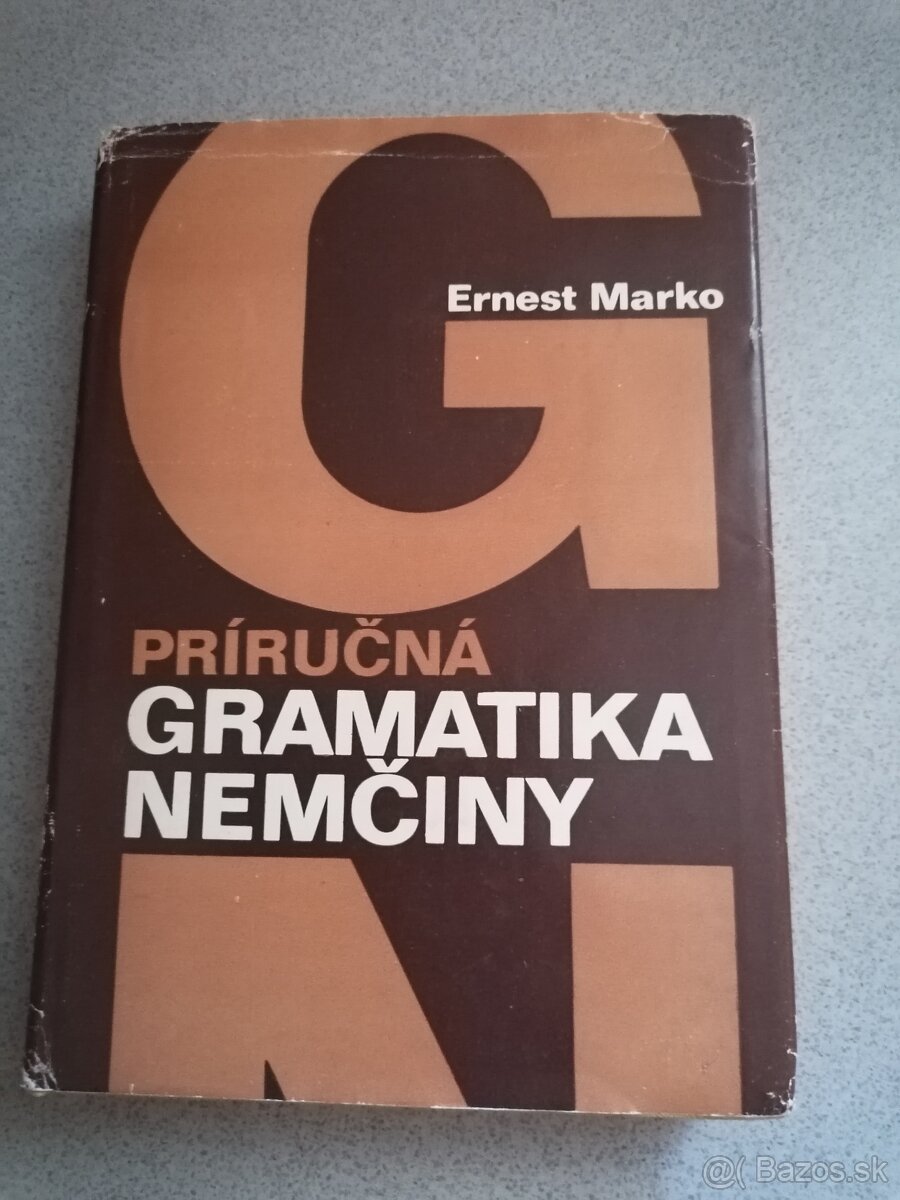 Ernest Marko
PRÍRUČNÁ
GRAMATIKA
NEMČINY
@( Bazos.sk